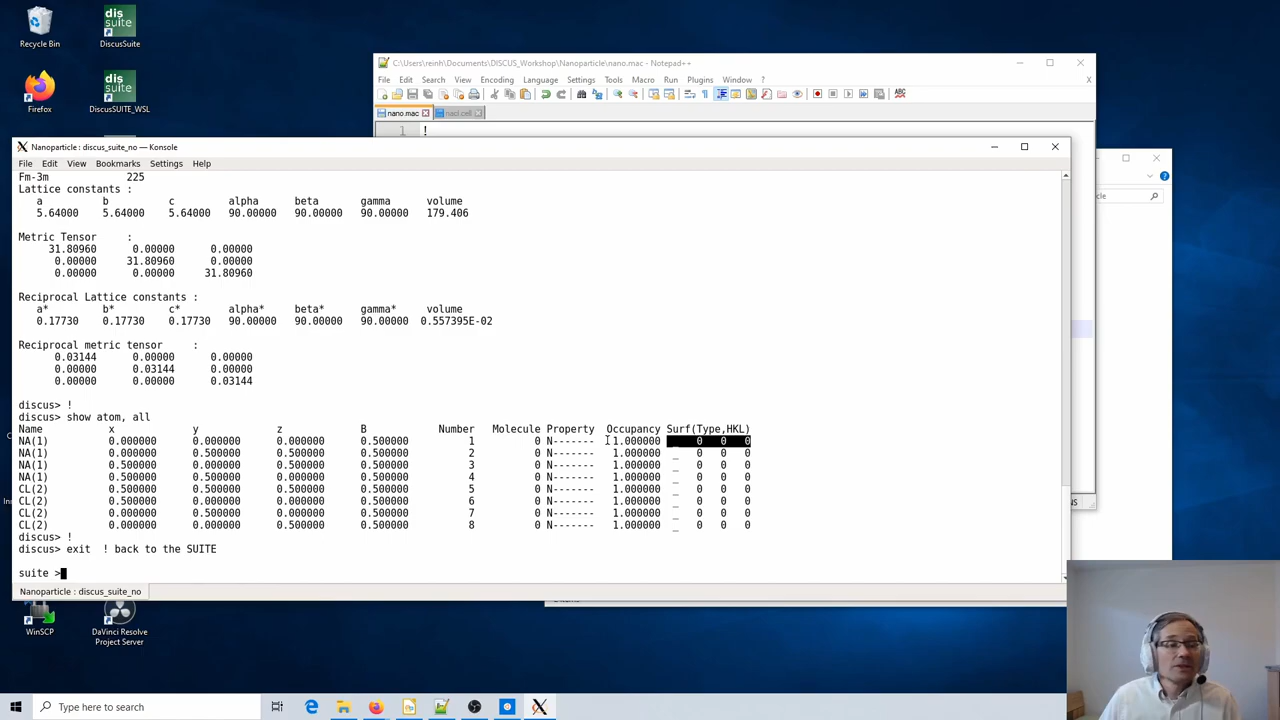 Recycle Bin
DiscusSuite
Firefox
DiscusSUITE_WSL
C:\Users\reinh\Documents\DISCUS_Workshop\Nanoparticle\nano.mac - Notepad++
File Edit Search View Encoding Language Settings Tools Macro Run Plugins Window ?
nano.mac nacl.cell
1 !
Nanoparticle : discus_suite_no — Konsole
File Edit View Bookmarks Settings Help
Fm-3m 225
Lattice constants :
a b c alpha beta gamma volume
5.64000 5.64000 5.64000 90.00000 90.00000 90.00000 179.406
Metric Tensor :
31.80960 0.00000 0.00000
0.00000 31.80960 0.00000
0.00000 0.00000 31.80960
Reciprocal Lattice constants :
a* b* c* alpha* beta* gamma* volume
0.17730 0.17730 0.17730 90.00000 90.00000 90.00000 0.557395E-02
Reciprocal metric tensor :
0.03144 0.00000 0.00000
0.00000 0.03144 0.00000
0.00000 0.00000 0.03144
discus> !
discus> show atom, all
Name x y z B Number Molecule Property Occupancy Surf(Type,HKL)
NA(1) 0.000000 0.000000 0.000000 0.500000 1 0 N------- 1.000000 _ 0 0 0
NA(1) 0.000000 0.500000 0.500000 0.500000 2 0 N------- 1.000000 _ 0 0 0
NA(1) 0.500000 0.000000 0.500000 0.500000 3 0 N------- 1.000000 _ 0 0 0
NA(1) 0.500000 0.500000 0.000000 0.500000 4 0 N------- 1.000000 _ 0 0 0
CL(2) 0.500000 0.000000 0.000000 0.500000 5 0 N------- 1.000000 _ 0 0 0
CL(2) 0.500000 0.500000 0.500000 0.500000 6 0 N------- 1.000000 _ 0 0 0
CL(2) 0.000000 0.000000 0.500000 0.500000 7 0 N------- 1.000000 _ 0 0 0
CL(2) 0.000000 0.500000 0.000000 0.500000 8 0 N------- 1.000000 _ 0 0 0
discus> !
discus> exit ! back to the SUITE
suite >
Nanoparticle : discus_suite_no
WinSCP
DaVinci Resolve
Project Server
Type here to search